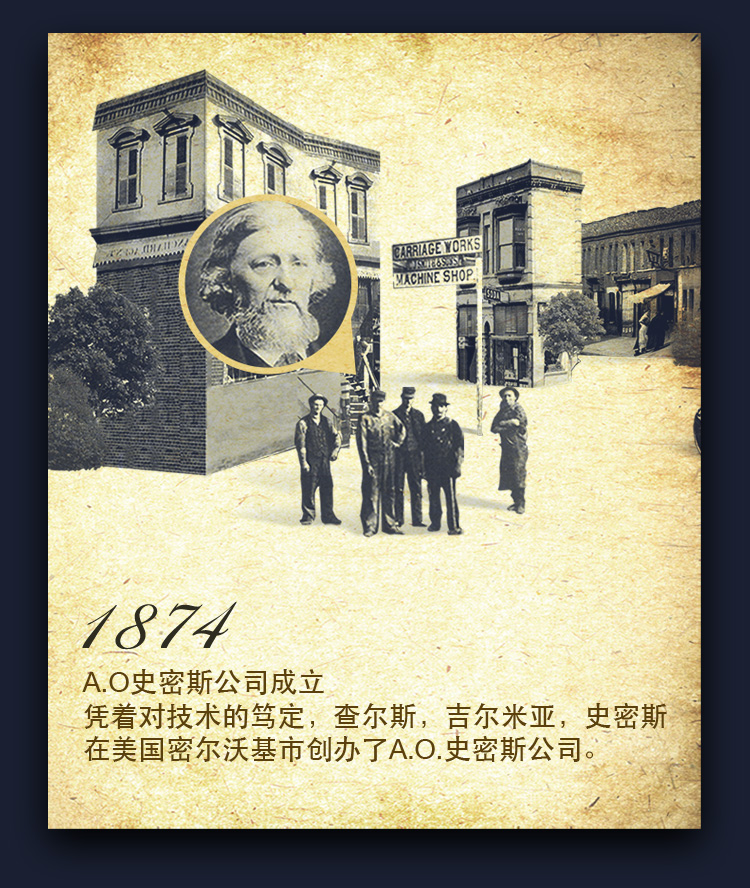 CARRIAGE WORKS
MACHINE SHOP.
1874
A.O史密斯公司成立
凭着对技术的笃定，查尔斯，吉尔米亚，史密斯
在美国密尔沃基市创办了A.O.史密斯公司。